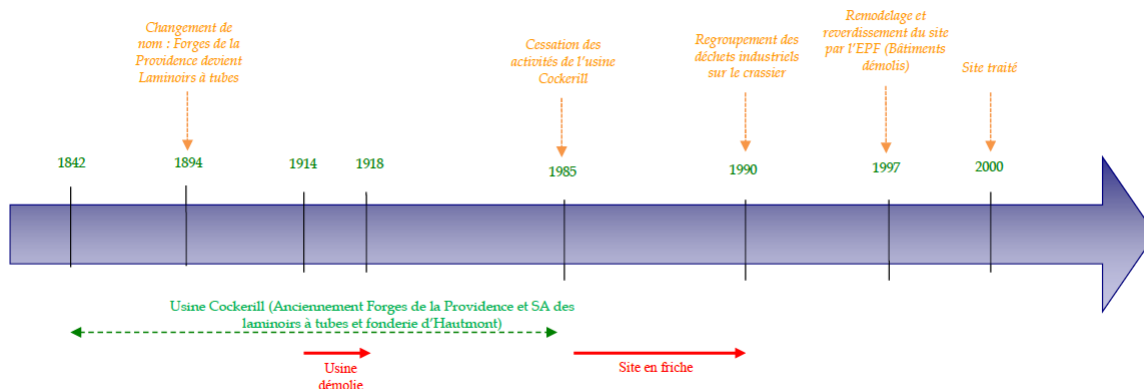 Changement de
nom : Forges de la
Providence devient
Laminoirs à tubes
Cessation des
activités de l'usine
Cockerill
Regroupement des
déchets industriels
sur le crassier
Remodelage et
reverdissement du site
par l'EPF (Bâtiments
démolis)
Site traité
1842
1894
1914
1918
1985
1990
1997
2000
Usine Cockerill (Anciennement Forges de la Providence et SA des
laminoirs à tubes et fonderie d'Hautmont)
Usine
démolie
Site en friche